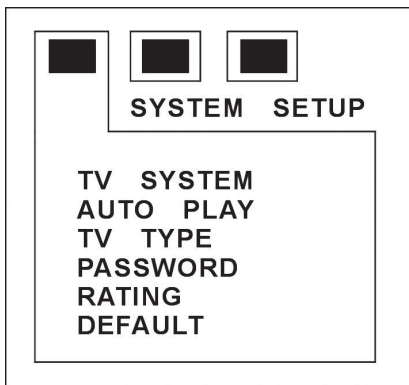 SYSTEM SETUP
TV SYSTEM
AUTO PLAY
TV TYPE
PASSWORD
RATING
DEFAULT